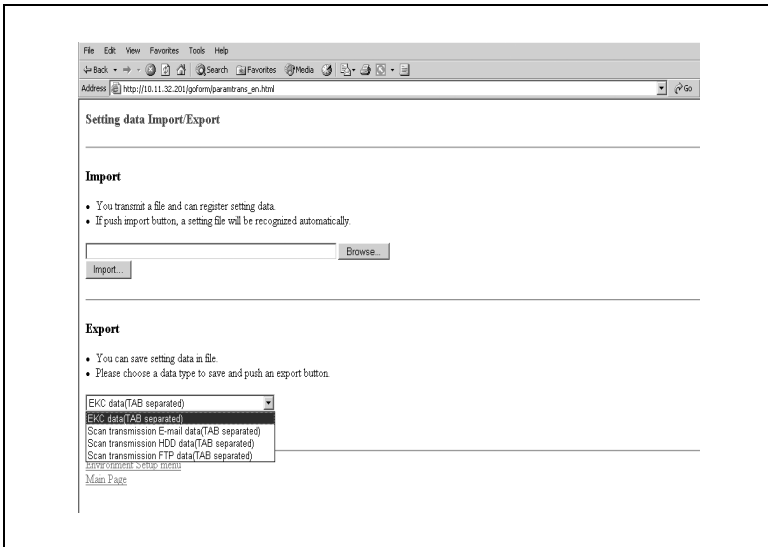 File Edit View Favorites Tools Help
Back Search Favorites Media
Address http://10.11.32.201/goform/paramtrans_en.html Go
Setting data Import/Export
Import
You transmit a file and can register setting data.
If push import button, a setting file will be recognized automatically.
Browse...
Import...
Export
You can save setting data in file.
Please choose a data type to save and push an export button.
EKC data(TAB separated)
EKC data(TAB separated)
Scan transmission E-mail data(TAB separated)
Scan transmission HDD data(TAB separated)
Scan transmission FTP data(TAB separated)
Environment Setup menu
Main Page